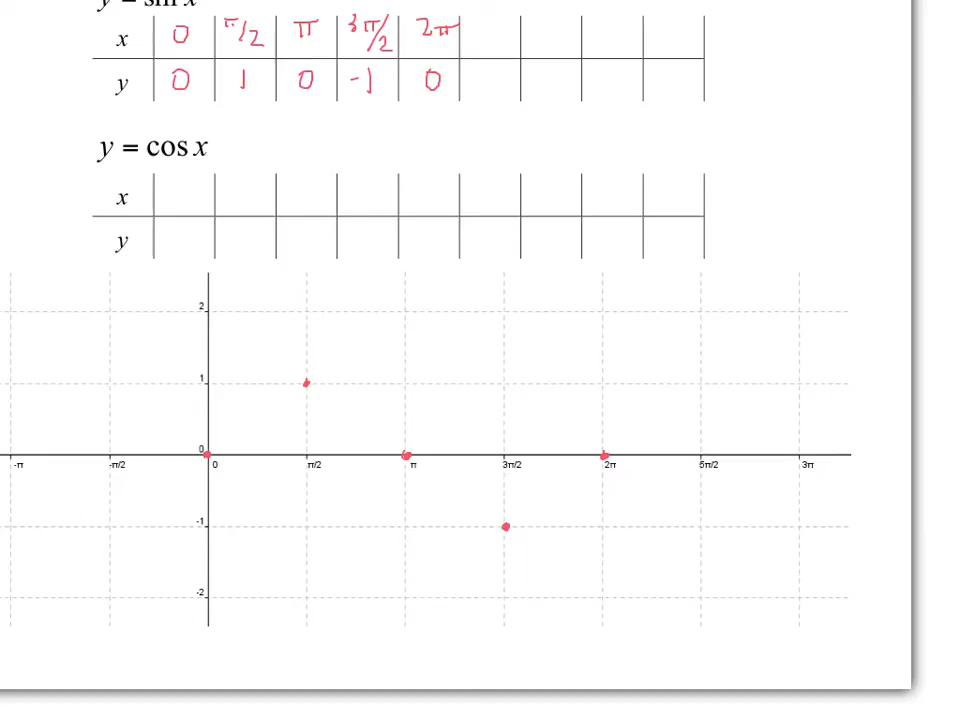 y = sin x
x 0 π/2 π 3π/2 2π
y 0 1 0 -1 0
y = cos x
x
y
2
1
0
-π -π/2 0 π/2 π 3π/2 2π 5π/2 3π
-1
-2